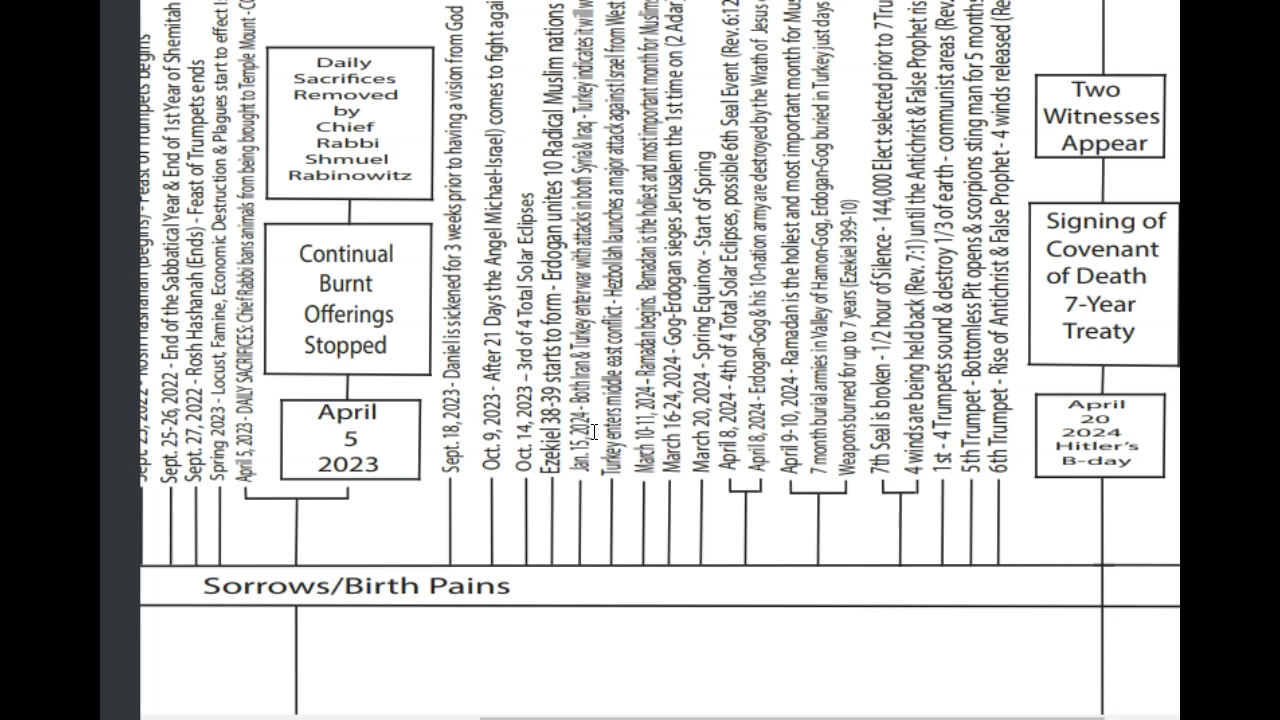 Sept. 25, 2022 - Rosh Hashanah (Begins) - Feast of Trumpets begins
Sept. 25-26, 2022 - End of the Sabbatical Year & End of 1st Year of Shemitah
Sept. 27, 2022 - Rosh Hashanah (Ends) - Feast of Trumpets ends
Spring 2023 - Locust, Famine, Economic Destruction & Plagues start to effect
April 5, 2023 - DAILY SACRIFICES: Chief Rabbi bans animals from being brought to Temple Mount -
Daily
Sacrifices
Removed
by
Chief
Rabbi
Shmuel
Rabinowitz
Continual
Burnt
Offerings
Stopped
April
5
2023
Sept. 18, 2023 - Daniel is sickened for 3 weeks prior to having a vision from God
Oct. 9, 2023 - After 21 Days the Angel Michael-Israel) comes to fight
Oct. 14, 2023 – 3rd of 4 Total Solar Eclipses
Ezekiel 38-39 starts to form - Erdogan unites 10 Radical Muslim nations
Jan. 15, 2024 - Both Iran & Turkey enter war with attacks in both Syria & Iraq - Turkey indicates it will
Turkey enters middle east conflict - Hezbollah launches a major attack against Israel from West
March 10-11, 2024 - Ramadan begins. Ramadan is the holiest and most important month for Muslims
March 16-24, 2024 - Gog-Erdogan sieges Jerusalem the 1st time on (2 Adar
March 20, 2024 - Spring Equinox - Start of Spring
April 8, 2024 - 4th of 4 Total Solar Eclipses, possible 6th Seal Event (Rev. 6:12
April 8, 2024 - Erdogan-Gog & his 10-nation army are destroyed by the Wrath of Jesus
April 9-10, 2024 - Ramadan is the holiest and most important month for
7 month burial armies in Valley of Hamon-Gog, Erdogan-Gog buried in Turkey just days
Weapons burned for up to 7 years (Ezekiel 39:9-10)
7th Seal is broken - 1/2 hour of Silence - 144,000 Elect selected prior to 7
4 winds are being held back (Rev. 7:1) until the Antichrist & False Prophet
1st - 4 Trumpets sound & destroy 1/3 of earth - communist areas (Rev.
5th Trumpet - Bottomless Pit opens & scorpions sting man for 5 months
6th Trumpet - Rise of Antichrist & False Prophet - 4 winds released
Two
Witnesses
Appear
Signing of
Covenant
of Death
7-Year
Treaty
April
20
2024
Hitler's
B-day
Sorrows/Birth Pains